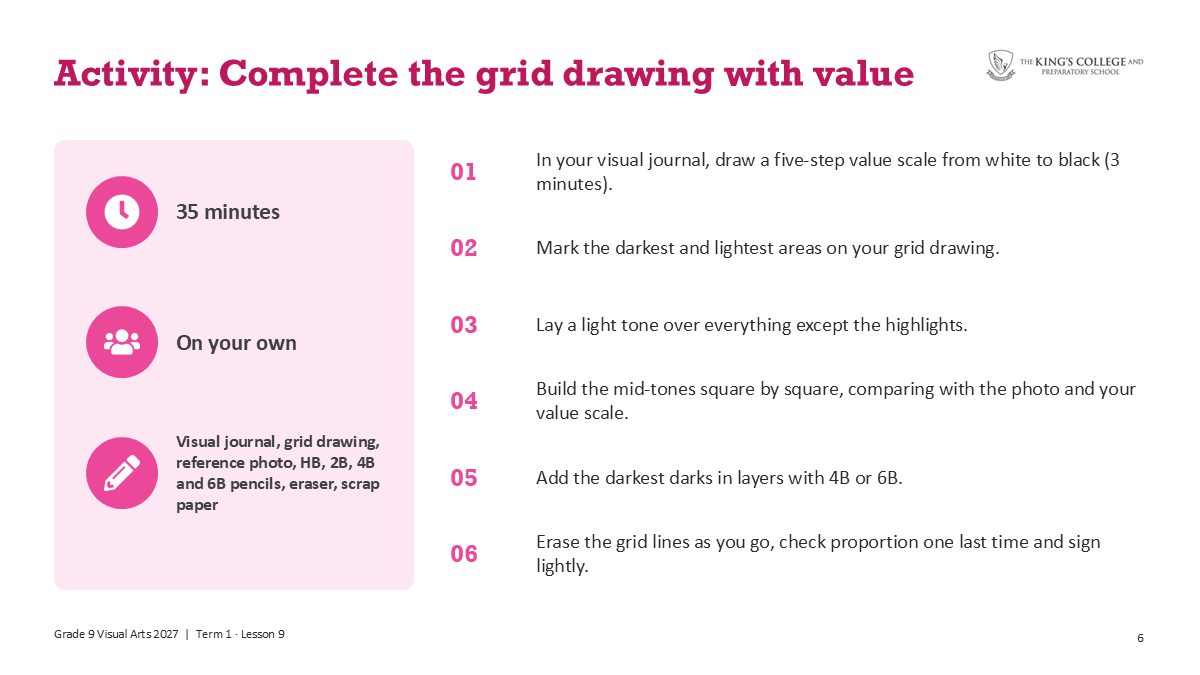 Activity: Complete the grid drawing with value
THE KING'S COLLEGE AND
PREPARATORY SCHOOL
35 minutes
On your own
Visual journal, grid drawing,
reference photo, HB, 2B, 4B
and 6B pencils, eraser, scrap
paper
01
In your visual journal, draw a five-step value scale from white to black (3
minutes).
02
Mark the darkest and lightest areas on your grid drawing.
03
Lay a light tone over everything except the highlights.
04
Build the mid-tones square by square, comparing with the photo and your
value scale.
05
Add the darkest darks in layers with 4B or 6B.
06
Erase the grid lines as you go, check proportion one last time and sign
lightly.
Grade 9 Visual Arts 2027 | Term 1 · Lesson 9
6